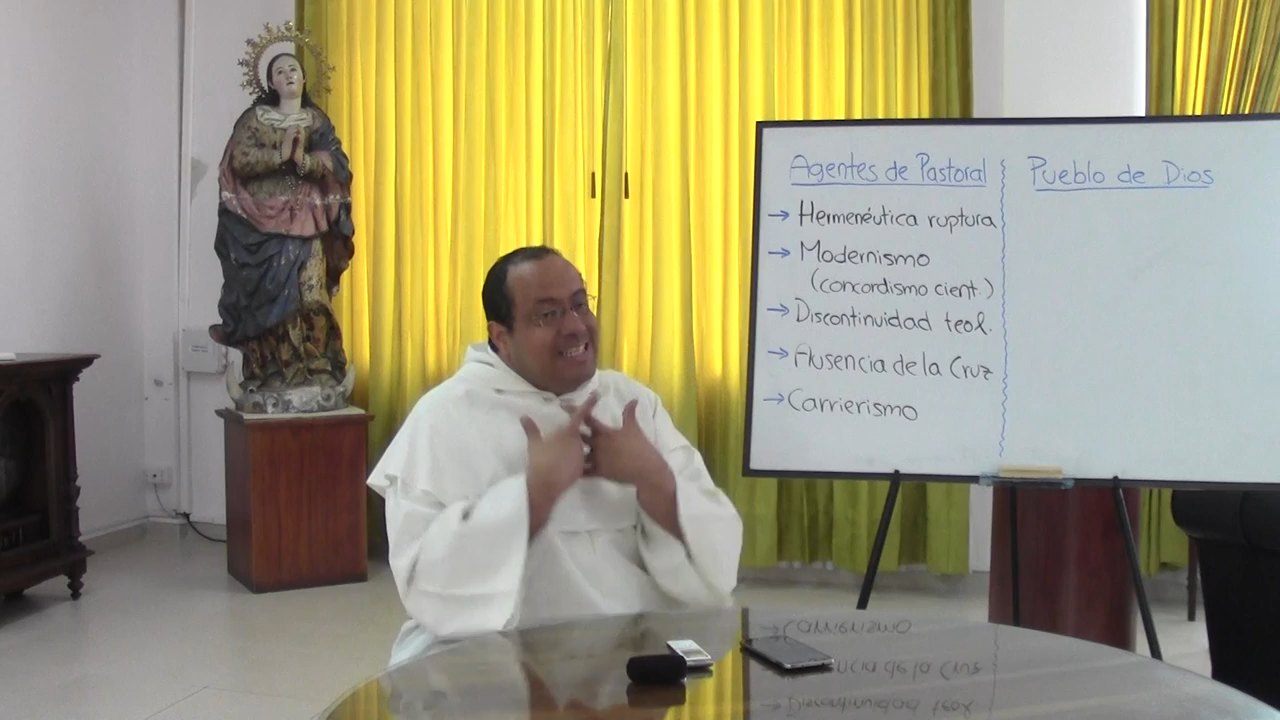 Agentes de Pastoral
→ Hermenéutica ruptura
→ Modernismo
(concordismo cient.)
→ Discontinuidad teol.
→ Ausencia de la Cruz
→ Carrierismo
Pueblo de Dios